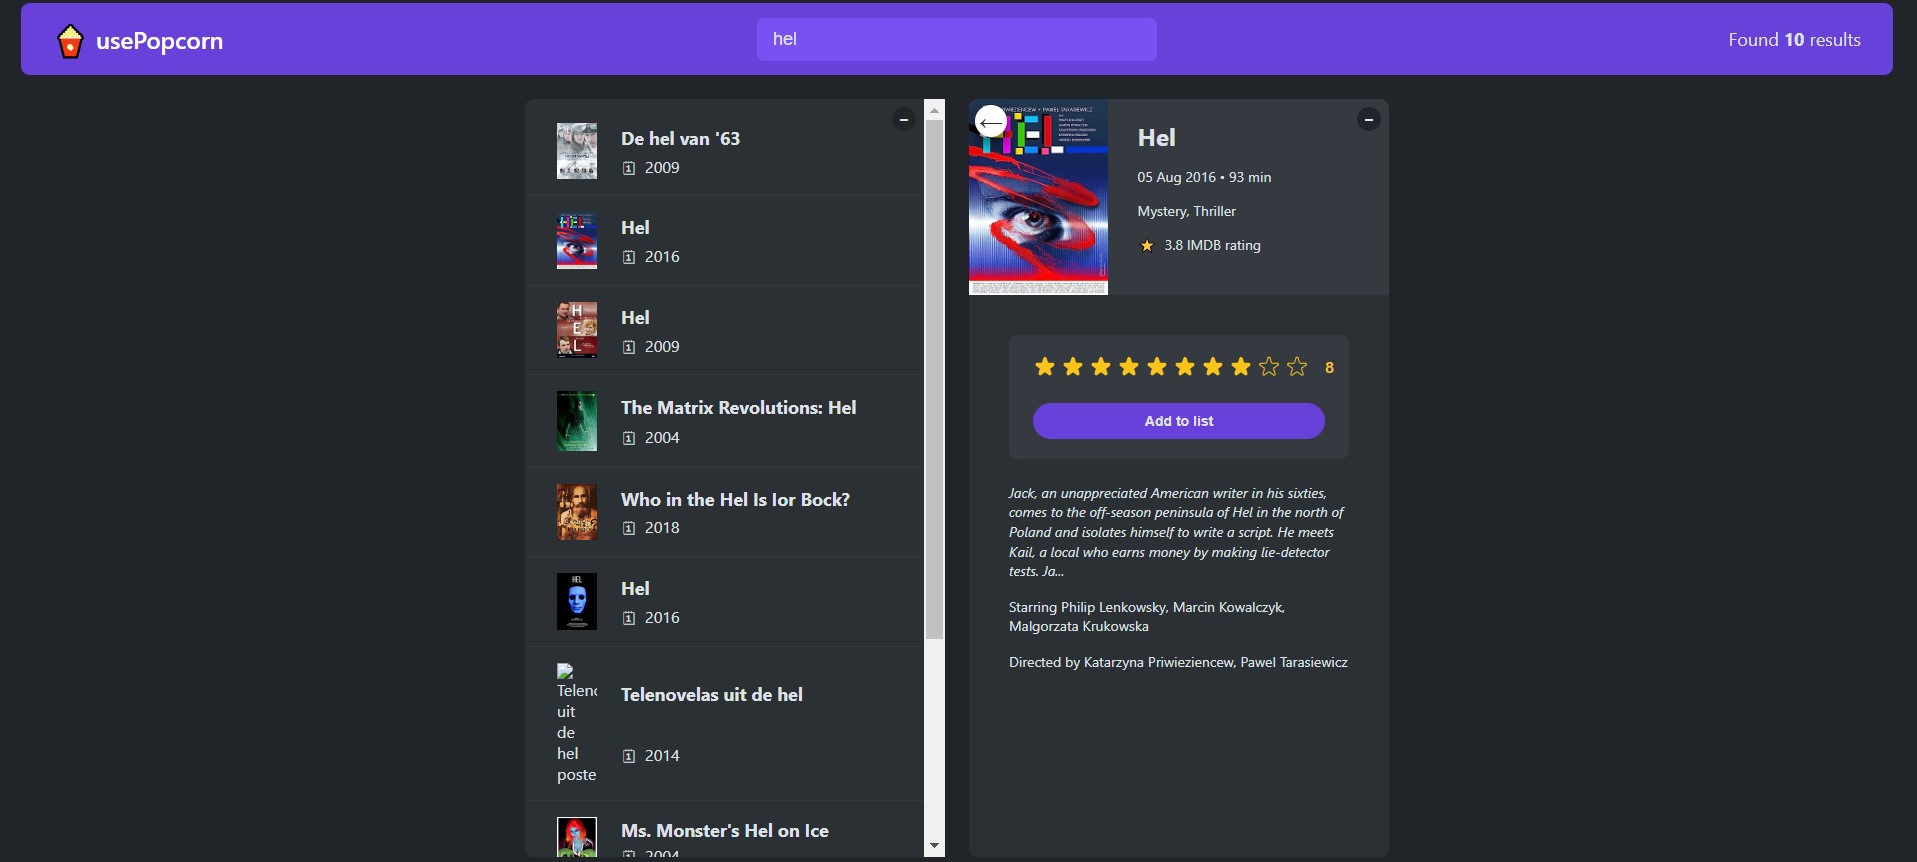 usePopcorn
hel
Found 10 results
De hel van '63
2009
Hel
2016
Hel
2009
The Matrix Revolutions: Hel
2004
Who in the Hel Is Ior Bock?
2018
Hel
2016
Telenovelas uit de hel
Telenc
uit
de
hel
poste
2014
Ms. Monster's Hel on Ice
2004
Hel
05 Aug 2016 • 93 min
Mystery, Thriller
3.8 IMDB rating
8
Add to list
Jack, an unappreciated American writer in his sixties,
comes to the off-season peninsula of Hel in the north of
Poland and isolates himself to write a script. He meets
Kail, a local who earns money by making lie-detector
tests. Ja...
Starring Philip Lenkowsky, Marcin Kowalczyk,
Malgorzata Krukowska
Directed by Katarzyna Priwieziencew, Pawel Tarasiewicz